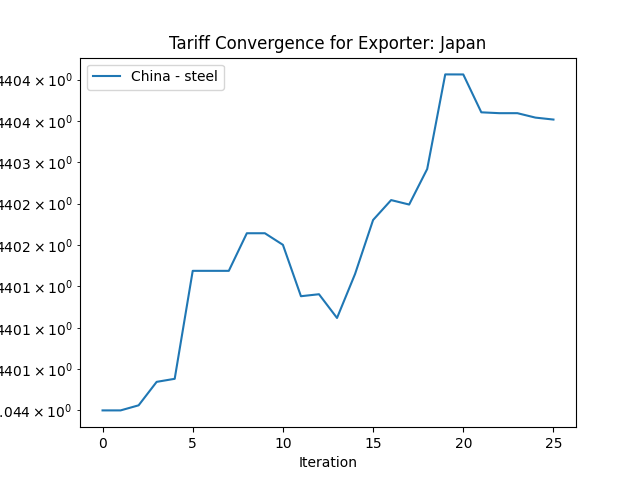 Tariff Convergence for Exporter: Japan
China - steel
4404 × 10⁰
4404 × 10⁰
4403 × 10⁰
4402 × 10⁰
4402 × 10⁰
4401 × 10⁰
4401 × 10⁰
4401 × 10⁰
.044 × 10⁰
0 5 10 15 20 25
Iteration